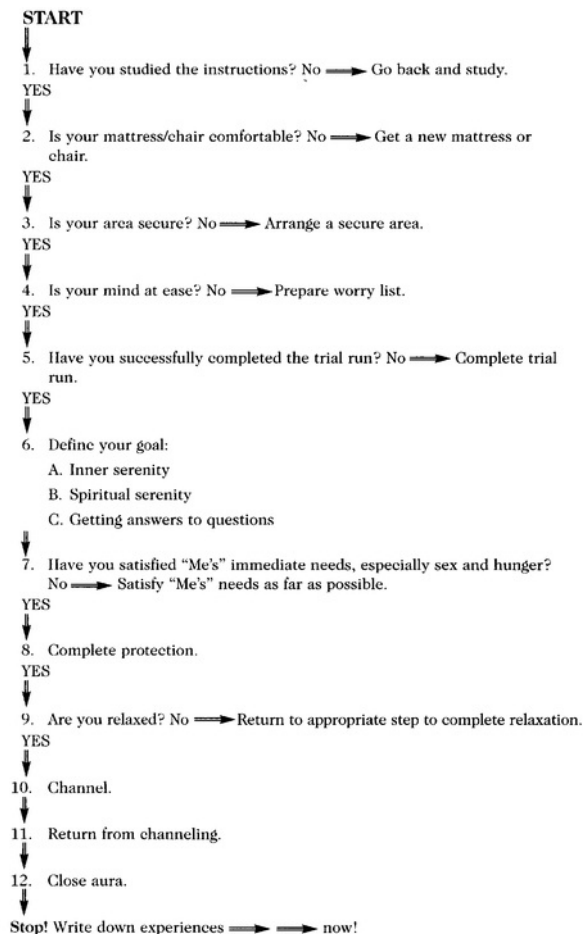 START
1. Have you studied the instructions? No Go back and study.
YES
2. Is your mattress/chair comfortable? No Get a new mattress or
chair.
YES
3. Is your area secure? No Arrange a secure area.
YES
4. Is your mind at ease? No Prepare worry list.
YES
5. Have you successfully completed the trial run? No Complete trial
run.
YES
6. Define your goal:
A. Inner serenity
B. Spiritual serenity
C. Getting answers to questions
7. Have you satisfied “Me’s” immediate needs, especially sex and hunger?
No Satisfy “Me’s” needs as far as possible.
YES
8. Complete protection.
YES
9. Are you relaxed? No Return to appropriate step to complete relaxation.
YES
10. Channel.
11. Return from channeling.
12. Close aura.
Stop! Write down experiences now!